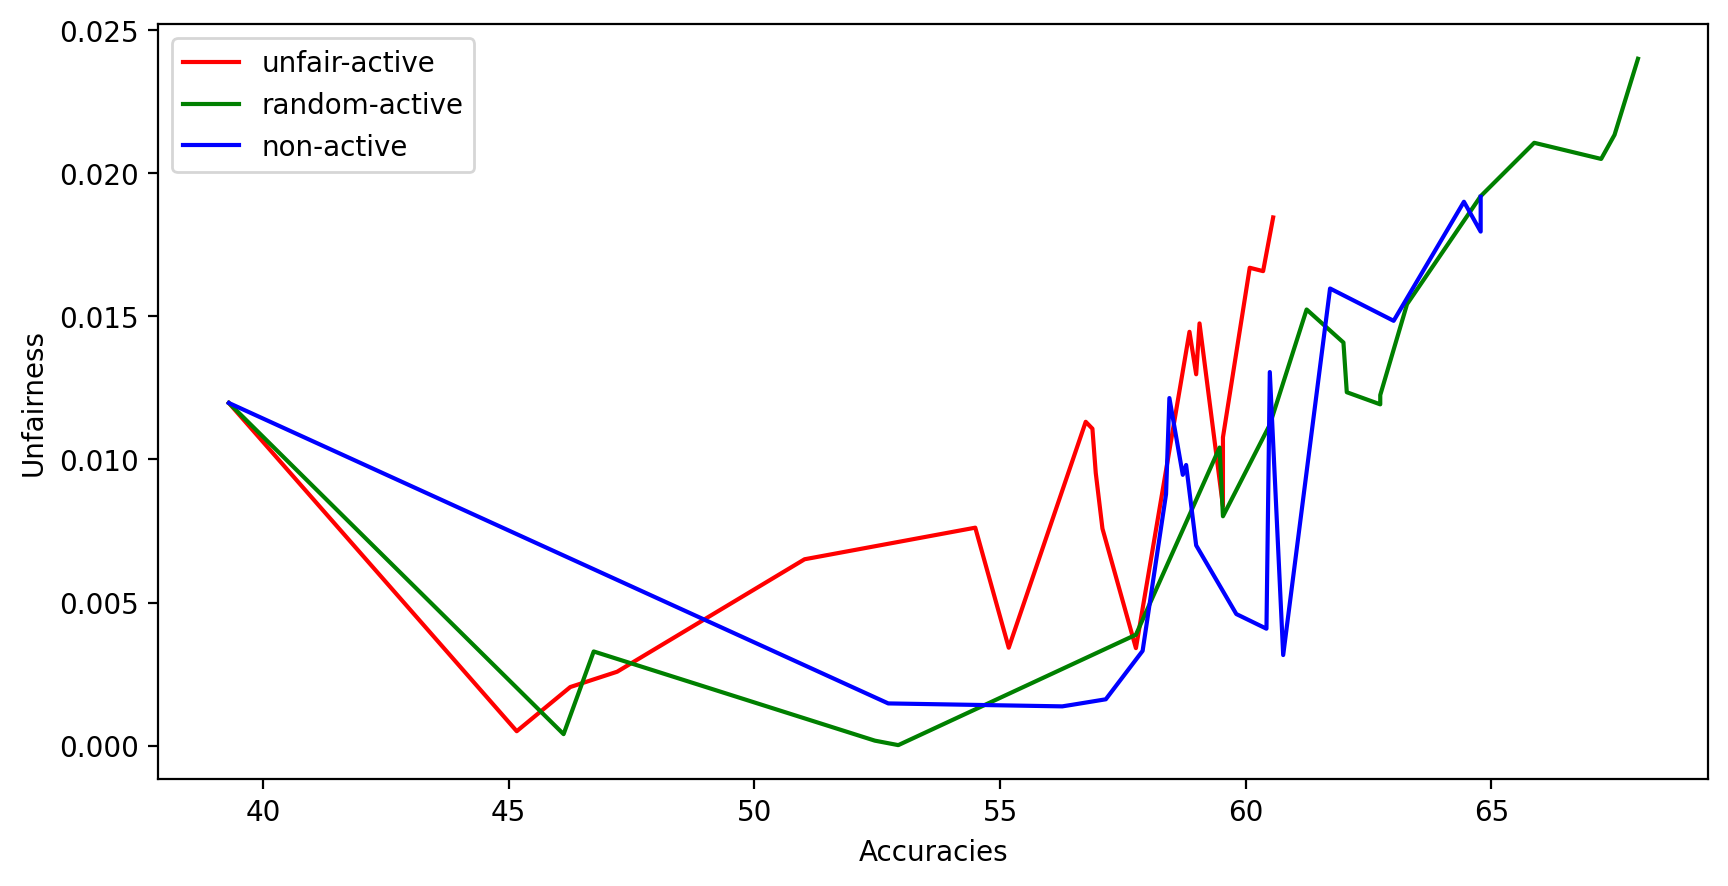 0.025
0.020
0.015
0.010
0.005
0.000
Unfairness
unfair-active
random-active
non-active
40 45 50 55 60 65
Accuracies